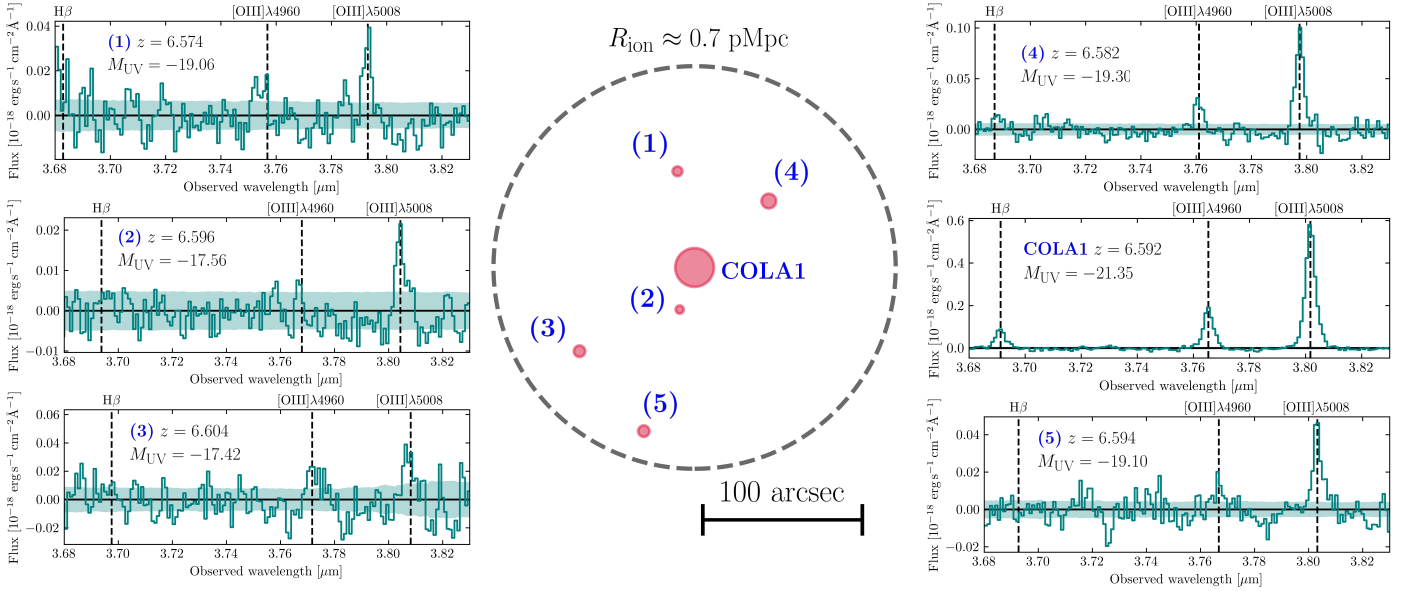 Hβ [OIII]λ4960 [OIII]λ5008
(1) z = 6.574
M_UV = −19.06
0.04
0.02
0.00
Flux [10⁻¹⁸ erg s⁻¹ cm⁻² Å⁻¹]
3.68 3.70 3.72 3.74 3.76 3.78 3.80 3.82
Observed wavelength [μm]
Hβ [OIII]λ4960 [OIII]λ5008
(2) z = 6.596
M_UV = −17.56
0.02
0.01
0.00
−0.01
Flux [10⁻¹⁸ erg s⁻¹ cm⁻² Å⁻¹]
3.68 3.70 3.72 3.74 3.76 3.78 3.80 3.82
Observed wavelength [μm]
Hβ [OIII]λ4960 [OIII]λ5008
(3) z = 6.604
M_UV = −17.42
0.06
0.04
0.02
0.00
−0.02
Flux [10⁻¹⁸ erg s⁻¹ cm⁻² Å⁻¹]
3.68 3.70 3.72 3.74 3.76 3.78 3.80 3.82
Observed wavelength [μm]
R_ion ≈ 0.7 pMpc
(1)
(4)
COLA1
(2)
(3)
(5)
100 arcsec
Hβ [OIII]λ4960 [OIII]λ5008
(4) z = 6.582
M_UV = −19.30
0.10
0.05
0.00
Flux [10⁻¹⁸ erg s⁻¹ cm⁻² Å⁻¹]
3.68 3.70 3.72 3.74 3.76 3.78 3.80 3.82
Observed wavelength [μm]
Hβ [OIII]λ4960 [OIII]λ5008
COLA1 z = 6.592
M_UV = −21.35
0.6
0.4
0.2
0.0
Flux [10⁻¹⁸ erg s⁻¹ cm⁻² Å⁻¹]
3.68 3.70 3.72 3.74 3.76 3.78 3.80 3.82
Observed wavelength [μm]
Hβ [OIII]λ4960 [OIII]λ5008
(5) z = 6.594
M_UV = −19.10
0.04
0.02
0.00
−0.02
Flux [10⁻¹⁸ erg s⁻¹ cm⁻² Å⁻¹]
3.68 3.70 3.72 3.74 3.76 3.78 3.80 3.82
Observed wavelength [μm]